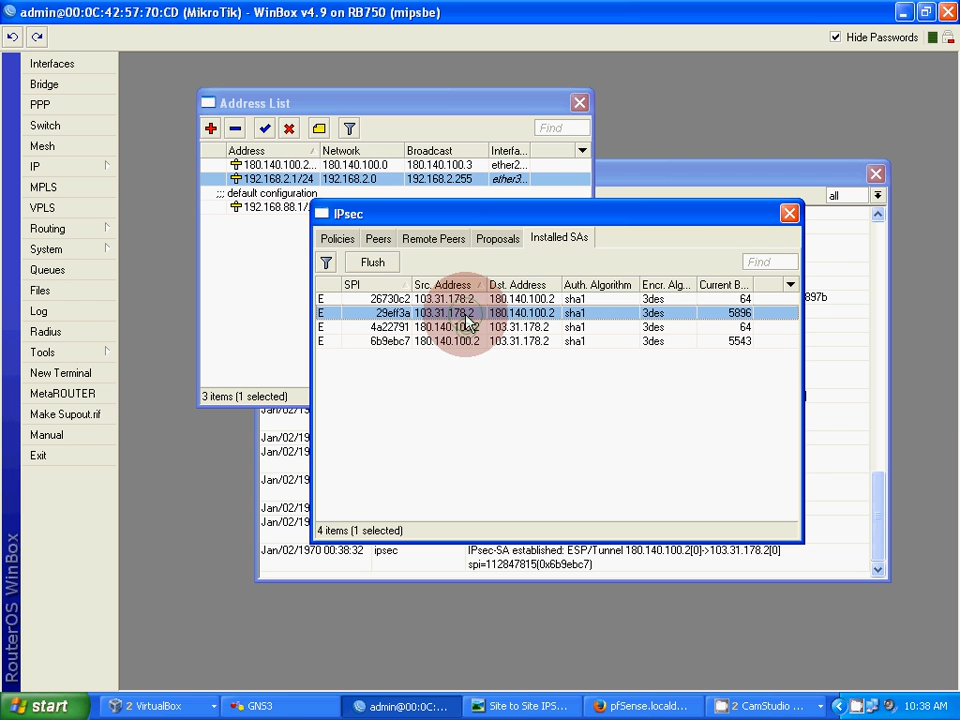 admin@00:0C:42:57:70:CD (MikroTik) - WinBox v4.9 on RB750 (mipsbe)
Hide Passwords
Interfaces
Bridge
PPP
Switch
Mesh
IP
MPLS
VPLS
Routing
System
Queues
Files
Log
Radius
Tools
New Terminal
MetaROUTER
Make Supout.rif
Manual
Exit
RouterOS WinBox
Address List
Find
Address Network Broadcast Interfa...
180.140.100.2... 180.140.100.0 180.140.100.3 ether2...
192.168.2.1/24 192.168.2.0 192.168.2.255 ether3...
;;; default configuration
192.168.88.1/
3 items (1 selected)
all
897b
IPsec
Policies Peers Remote Peers Proposals Installed SAs
Flush Find
SPI Src. Address Dst. Address Auth. Algorithm Encr. Alg... Current B...
E 26730c2 103.31.178.2 180.140.100.2 sha1 3des 64
E 29eff3a 103.31.178.2 180.140.100.2 sha1 3des 5896
E 4a22791 180.140.100.2 103.31.178.2 sha1 3des 64
E 6b9ebc7 180.140.100.2 103.31.178.2 sha1 3des 5543
4 items (1 selected)
Jan/02/19
Jan/02/19
Jan/02/19
Jan/02/19
Jan/02/19
Jan/02/1970 00:38:32 ipsec IPsec-SA established: ESP/Tunnel 180.140.100.2[0]->103.31.178.2[0]
spi=112847815(0x6b9ebc7)
start 2 VirtualBox GNS3 admin@00:0C:... Site to Site IPS... pfSense.locald... 2 CamStudio 10:38 AM